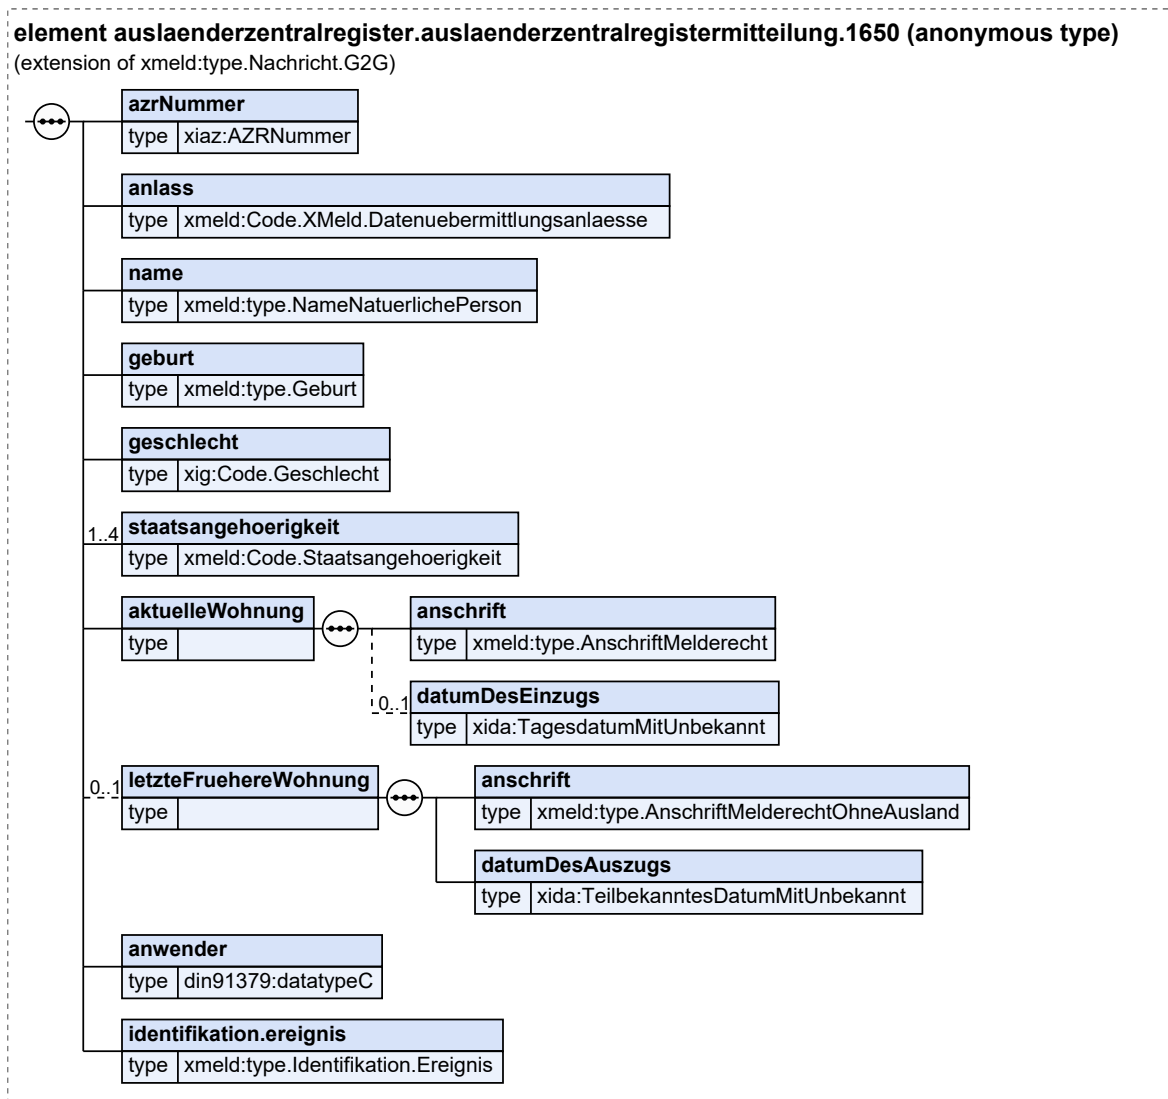 element auslaenderzentralregister.auslaenderzentralregistermitteilung.1650 (anonymous type)
(extension of xmeld:type.Nachricht.G2G)
azrNummer
type xiaz:AZRNummer
anlass
type xmeld:Code.XMeld.Datenuebermittlungsanlaesse
name
type xmeld:type.NameNatuerlichePerson
geburt
type xmeld:type.Geburt
geschlecht
type xig:Code.Geschlecht
1..4 staatsangehoerigkeit
type xmeld:Code.Staatsangehoerigkeit
aktuelleWohnung
type
anschrift
type xmeld:type.AnschriftMelderecht
0..1 datumDesEinzugs
type xida:TagesdatumMitUnbekannt
0..1 letzteFruehereWohnung
type
anschrift
type xmeld:type.AnschriftMelderechtOhneAusland
datumDesAuszugs
type xida:TeilbekanntesDatumMitUnbekannt
anwender
type din91379:datatypeC
identifikation.ereignis
type xmeld:type.Identifikation.Ereignis